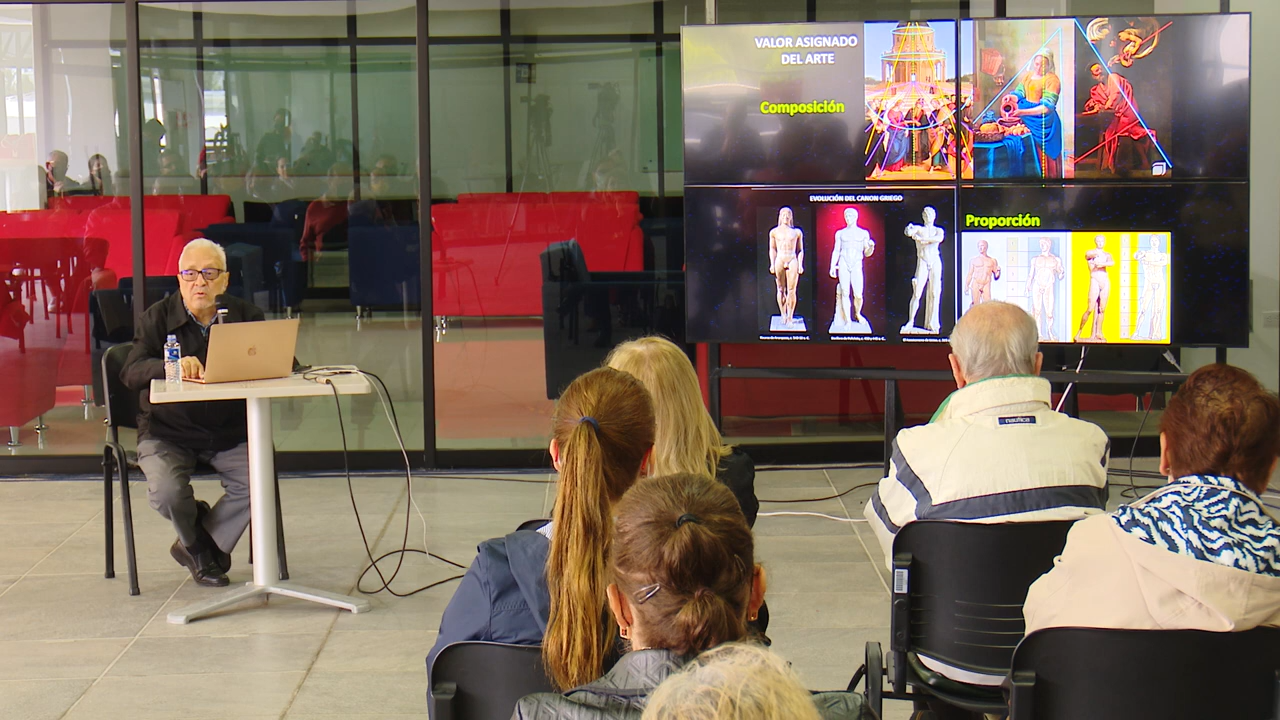 VALOR ASIGNADO
DEL ARTE
Composición
EVOLUCIÓN DEL CANON GRIEGO
Proporción
nautica